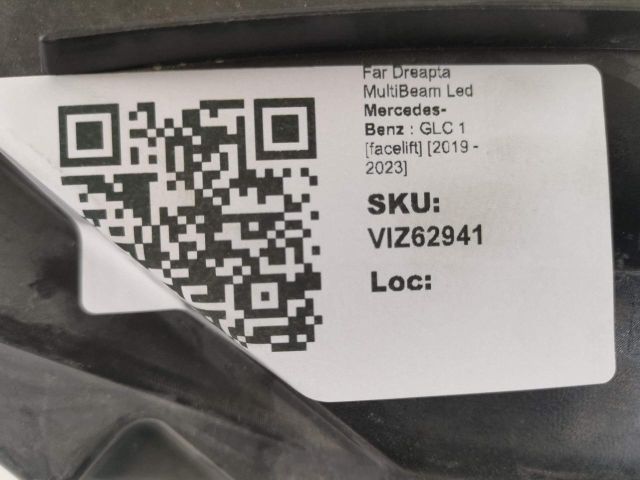 Far Dreapta
MultiBeam Led
Mercedes-
Benz : GLC 1
[facelift] [2019 -
2023]
SKU:
VIZ62941
Loc: